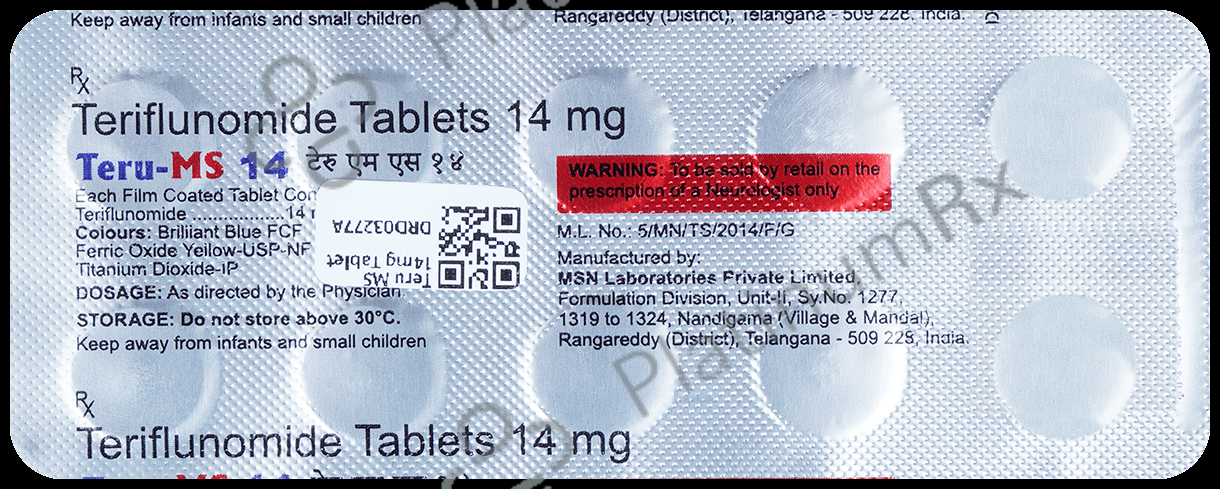 Keep away from infants and small children
Rangareddy (District), Telangana - 509 228, India.
Rx
Teriflunomide Tablets 14 mg
Teru-MS 14 टेरु एम एस १४
Each Film Coated Tablet Con
Teriflunomide ................14
Colours: Brilliant Blue FCF
Ferric Oxide Yellow-USP-NF
Titanium Dioxide-IP
DOSAGE: As directed by the Physician
STORAGE: Do not store above 30°C.
Keep away from infants and small children
Teru MS
14mg Tablet
DRD03277A
WARNING: To be sold by retail on the
prescription of a Neurologist only
M.L. No.: 5/MN/TS/2014/F/G
Manufactured by:
MSN Laboratories Private Limited,
Formulation Division, Unit-II, Sy.No. 1277,
1319 to 1324, Nandigama (Village & Mandal),
Rangareddy (District), Telangana - 509 228, India.
Rx
Teriflunomide Tablets 14 mg
PlatinumRx